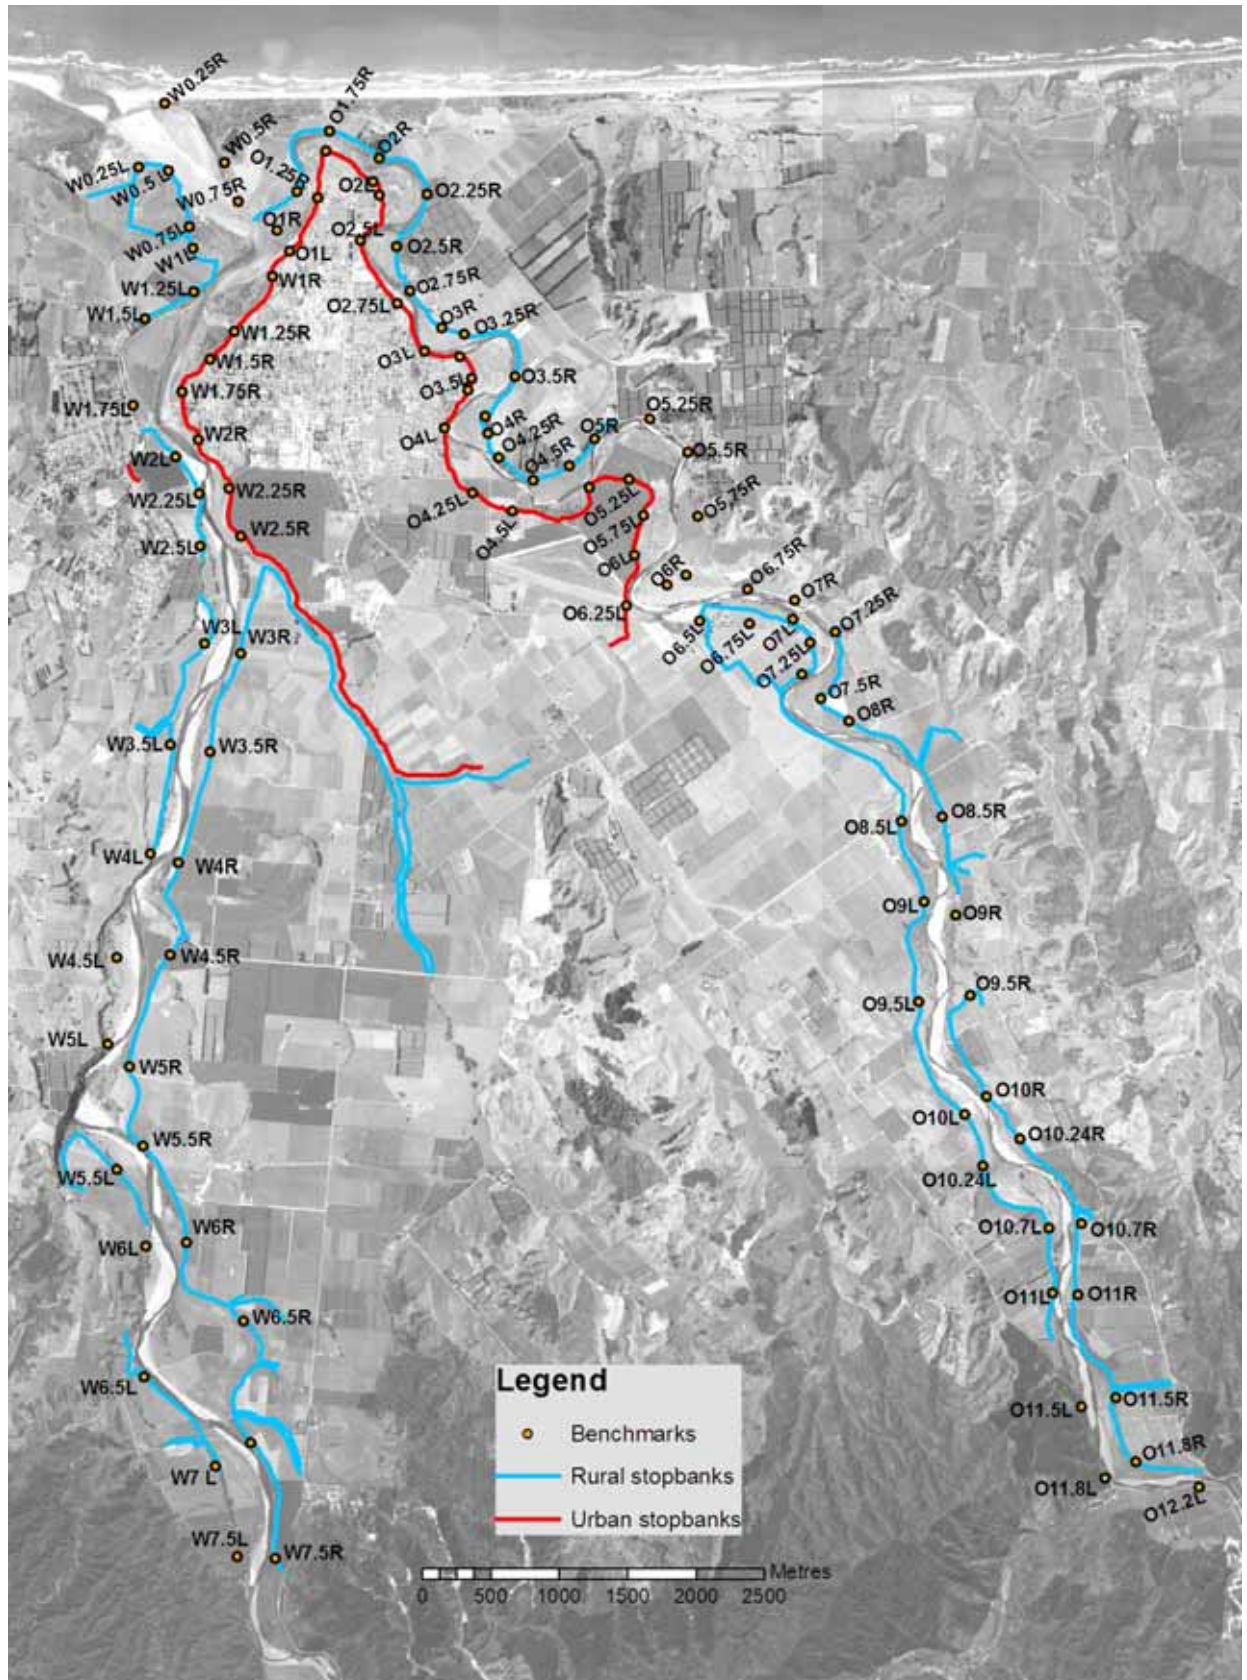 W0.25R
O1.75R
W0.5R
O2R
W0.25L
W0.5 L
O1.25R
W0.75R
O2L
O2.25R
W0.75L
O1R
O2.5L
W1L
O1L
O2.5R
W1R
W1.25L
O2.75R
O2.75L
W1.5L
O3R
W1.25R
O3.25R
O3L
W1.5R
O3.5R
O3.5L
W1.75R
W1.75L
O5.25R
O4R
O5R
O4L
W2R
O4.25R
O5.5R
W2L
O4.5R
W2.25R
W2.25L
O5.25L
O4.25L
O5.75R
O4.5L
O5.75L
W2.5R
W2.5L
O6L
O6R
O6.75R
O7R
O6.25L
O7.25R
W3L
O6.5L
O7L
W3R
O6.75L
O7.25L
O7.5R
O8R
W3.5L
W3.5R
O8.5R
O8.5L
W4L
W4R
O9L
O9R
W4.5L
W4.5R
O9.5R
O9.5L
W5L
W5R
O10R
O10L
O10.24R
W5.5R
W5.5L
O10.24L
W6R
O10.7L
O10.7R
W6L
O11L
O11R
W6.5R
W6.5L
Legend
O11.5R
O11.5L
Benchmarks
O11.8R
W7 L
Rural stopbanks
O11.8L
O12.2L
Urban stopbanks
W7.5L
W7.5R
Metres
0 500 1000 1500 2000 2500